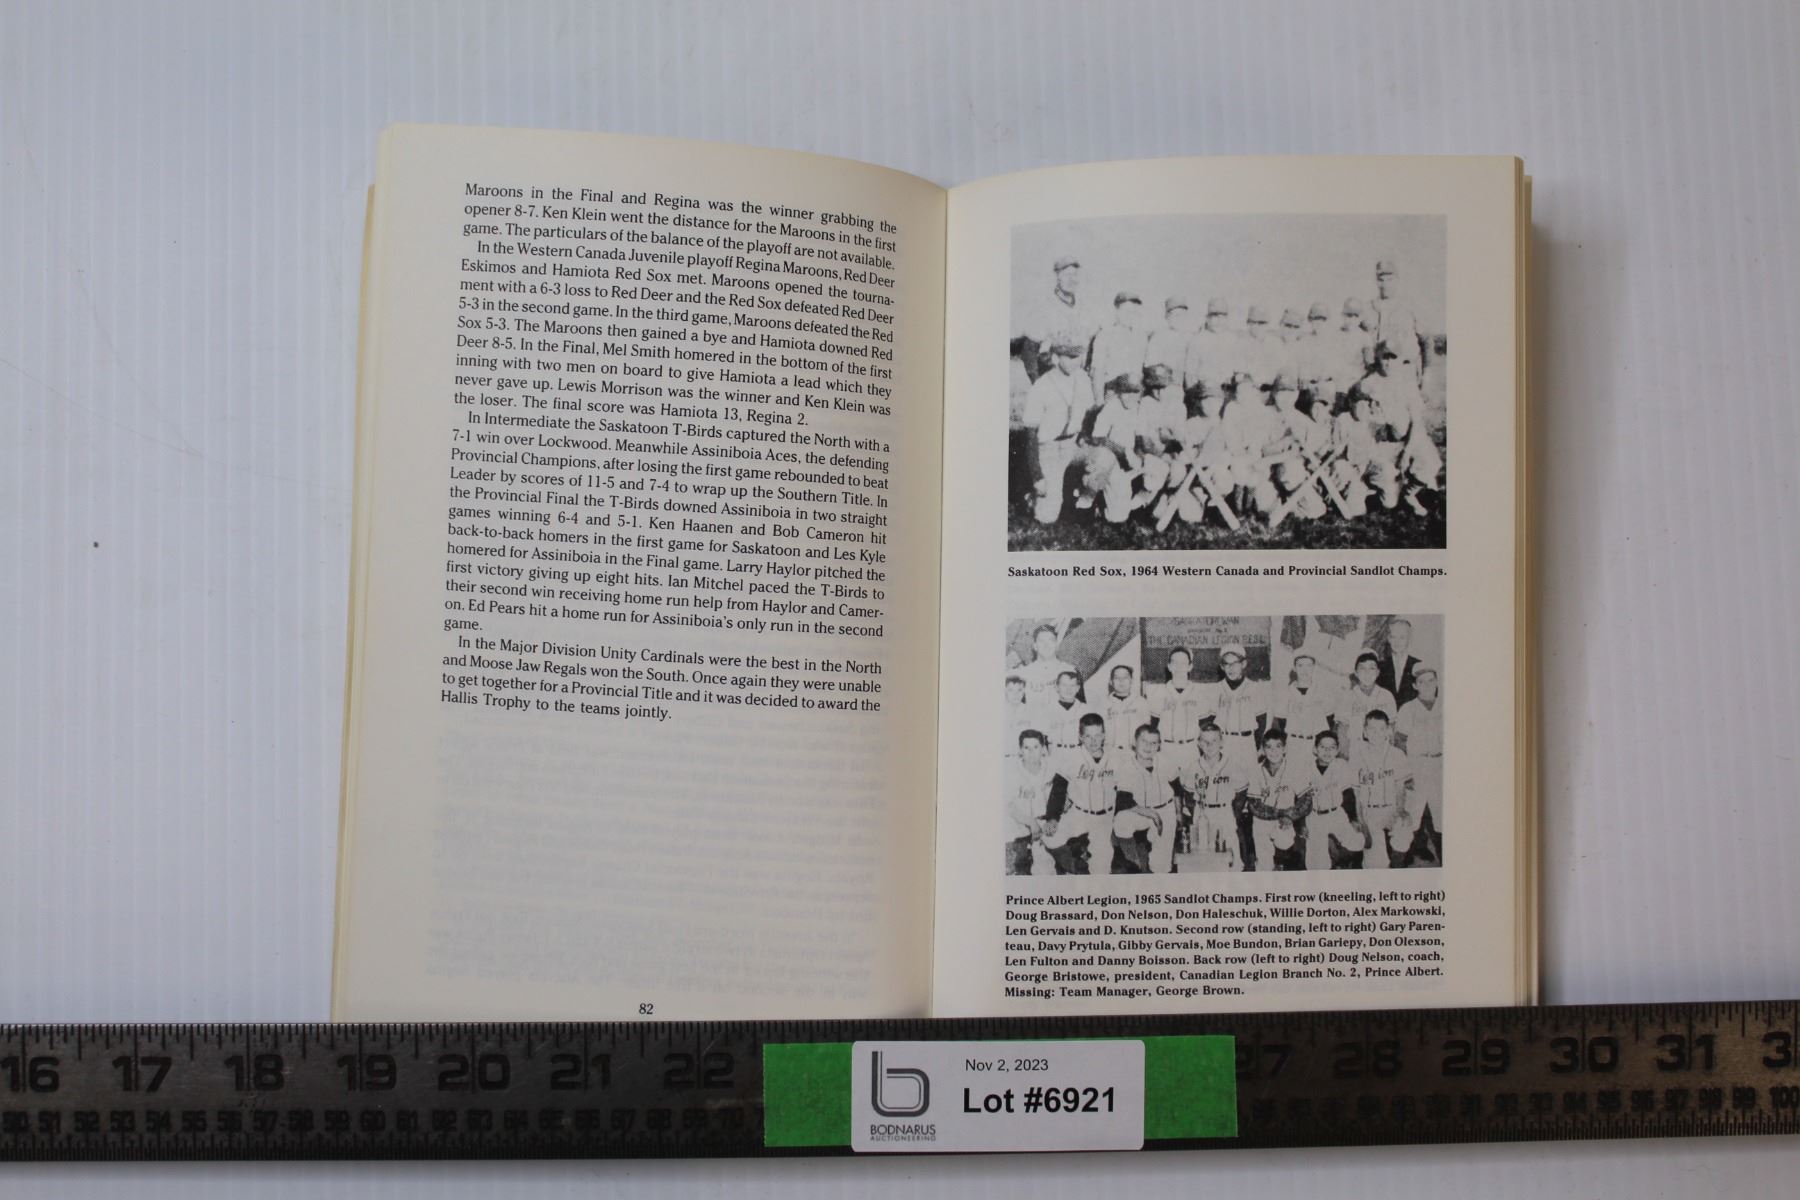 Maroons in the Final and Regina was the winner grabbing the
opener 8-7. Ken Klein went the distance for the Maroons in the first
game. The particulars of the balance of the playoff are not available.
In the Western Canada Juvenile playoff Regina Maroons, Red Deer
Eskimos and Hamiota Red Sox met. Maroons opened the tourna-
ment with a 6-3 loss to Red Deer and the Red Sox defeated Red Deer
5-3 in the second game. In the third game, Maroons defeated the Red
Sox 5-3. The Maroons then gained a bye and Hamiota downed Red
Deer 8-5. In the Final, Mel Smith homered in the bottom of the first
inning with two men on board to give Hamiota a lead which they
never gave up. Lewis Morrison was the winner and Ken Klein was
the loser. The final score was Hamiota 13, Regina 2.
In Intermediate the Saskatoon T-Birds captured the North with a
7-1 win over Lockwood. Meanwhile Assiniboia Aces, the defending
Provincial Champions, after losing the first game rebounded to beat
Leader by scores of 11-5 and 7-4 to wrap up the Southern Title. In
the Provincial Final the T-Birds downed Assiniboia in two straight
games winning 6-4 and 5-1. Ken Haanen and Bob Cameron hit
back-to-back homers in the first game for Saskatoon and Les Kyle
homered for Assiniboia in the Final game. Larry Haylor pitched the
first victory giving up eight hits. Ian Mitchel paced the T-Birds to
their second win receiving home run help from Haylor and Camer-
on. Ed Pears hit a home run for Assiniboia's only run in the second
game.
In the Major Division Unity Cardinals were the best in the North
and Moose Jaw Regals won the South. Once again they were unable
to get together for a Provincial Title and it was decided to award the
Hallis Trophy to the teams jointly.
82
Saskatoon Red Sox, 1964 Western Canada and Provincial Sandlot Champs.
SASKATCHEWAN
THE CANADIAN LEGION
Legion Legion
Legion Legion Legion Legion
Prince Albert Legion, 1965 Sandlot Champs. First row (kneeling, left to right)
Doug Brassard, Don Nelson, Don Haleschuk, Willie Dorton, Alex Markowski,
Len Gervais and D. Knutson. Second row (standing, left to right) Gary Paren-
teau, Davy Prytula, Gibby Gervais, Moe Bundon, Brian Gariepy, Don Olexson,
Len Fulton and Danny Boisson. Back row (left to right) Doug Nelson, coach,
George Bristowe, president, Canadian Legion Branch No. 2, Prince Albert.
Missing: Team Manager, George Brown.
16 17 18 19 20 21 22 27 28 29 30 31 3
Nov 2, 2023
Lot #6921
BODNARUS
AUCTIONEERING